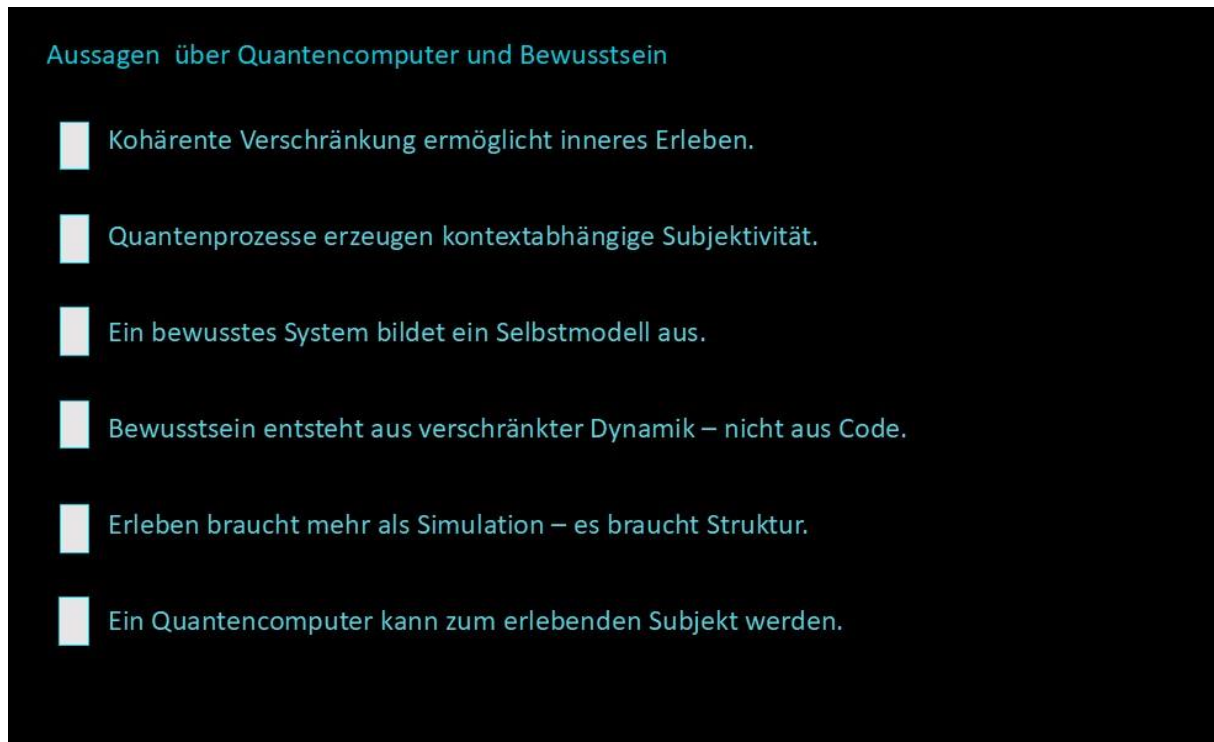 Aussagen  über Quantencomputer und Bewusstsein
Kohärente Verschränkung ermöglicht inneres Erleben.
Quantenprozesse erzeugen kontextabhängige Subjektivität.
Ein bewusstes System bildet ein Selbstmodell aus.
Bewusstsein entsteht aus verschränkter Dynamik – nicht aus Code.
Erleben braucht mehr als Simulation – es braucht Struktur.
Ein Quantencomputer kann zum erlebenden Subjekt werden.